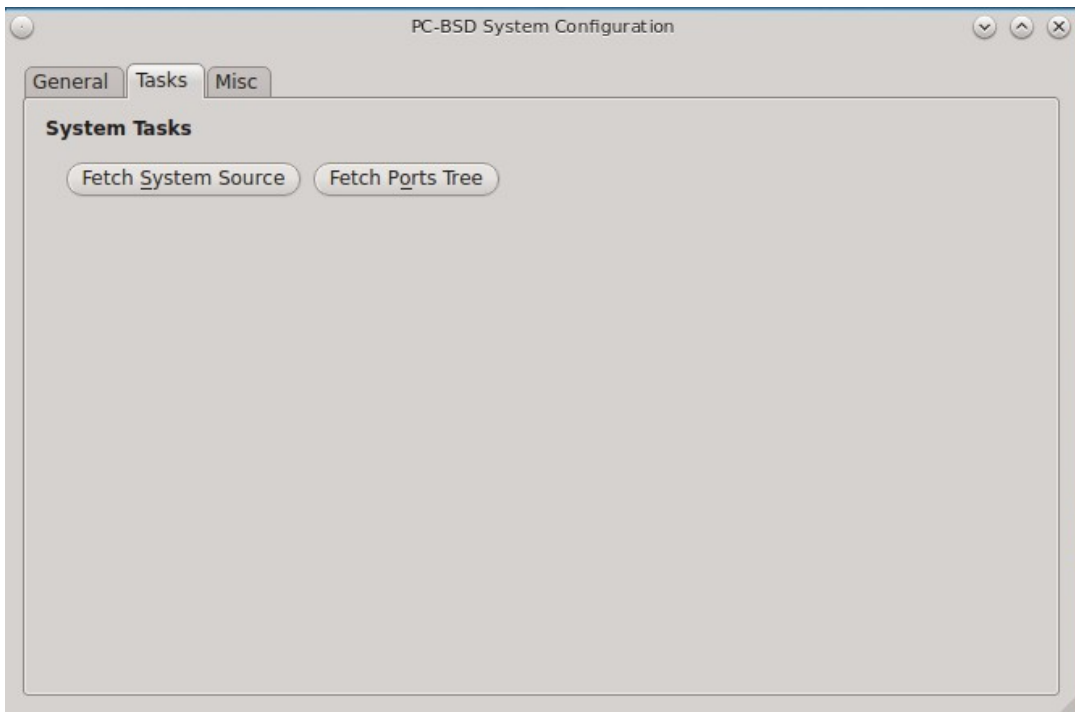 PC-BSD System Configuration
General Tasks Misc
System Tasks
Fetch System Source Fetch Ports Tree